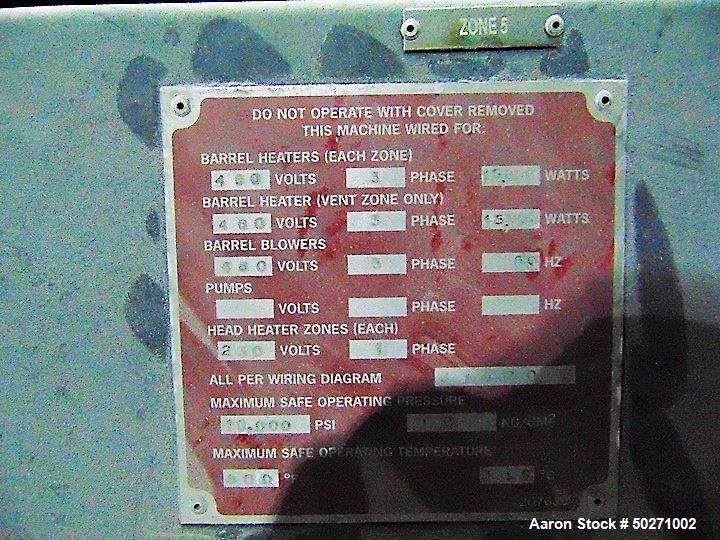 ZONE 5
DO NOT OPERATE WITH COVER REMOVED
THIS MACHINE WIRED FOR:
BARREL HEATERS (EACH ZONE)
460 VOLTS 3 PHASE WATTS
BARREL HEATER (VENT ZONE ONLY)
460 VOLTS 3 PHASE WATTS
BARREL BLOWERS
460 VOLTS 3 PHASE 60 HZ
PUMPS
VOLTS PHASE HZ
HEAD HEATER ZONES (EACH)
VOLTS 1 PHASE
ALL PER WIRING DIAGRAM
MAXIMUM SAFE OPERATING PRESSURE
10,000 PSI KG/CM2
MAXIMUM SAFE OPERATING TEMPERATURE
°F °C
Aaron Stock # 50271002